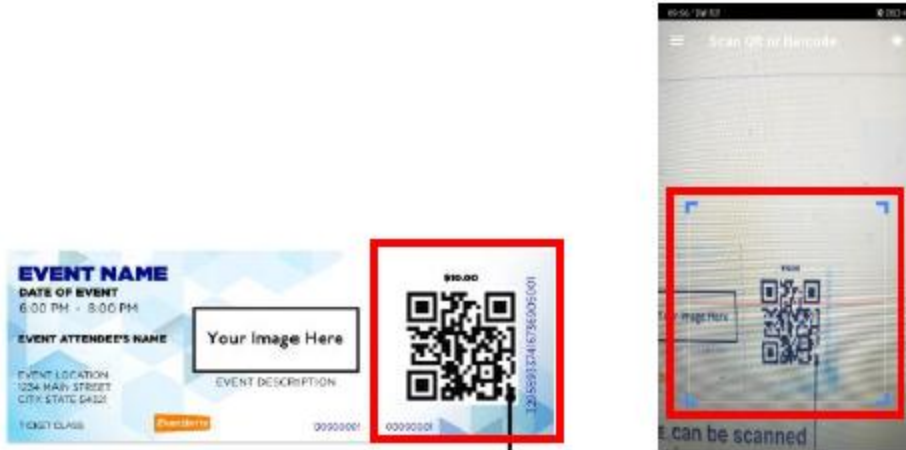 EVENT NAME
DATE OF EVENT
6:00 PM - 8:00 PM
EVENT ATTENDEE'S NAME
EVENT LOCATION
1234 MAIN STREET
CITY, STATE 54321
TICKET CLASS
Eventbrite
Your Image Here
EVENT DESCRIPTION
00000001
$10.00
00000001
Scan QR or Barcode
Your Image Here
can be scanned